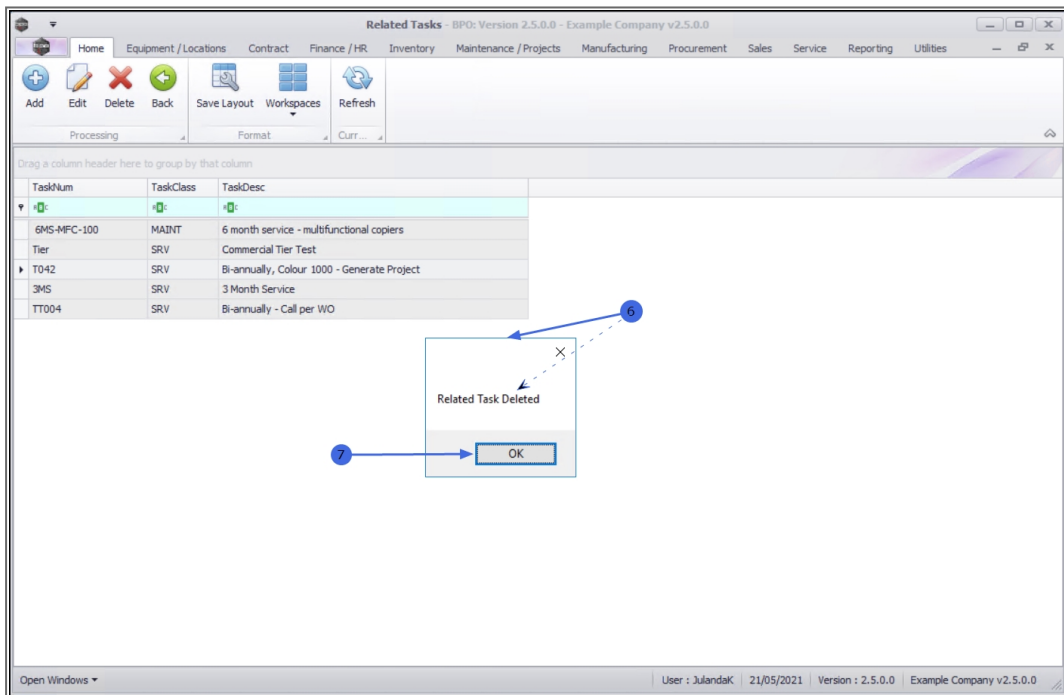 Related Tasks - BPO: Version 2.5.0.0 - Example Company v2.5.0.0
Home Equipment / Locations Contract Finance / HR Inventory Maintenance / Projects Manufacturing Procurement Sales Service Reporting Utilities
Add Edit Delete Back Save Layout Workspaces Refresh
Processing Format Curr...
Drag a column header here to group by that column
TaskNum TaskClass TaskDesc
6MS-MFC-100 MAINT 6 month service - multifunctional copiers
Tier SRV Commercial Tier Test
T042 SRV Bi-annually, Colour 1000 - Generate Project
3MS SRV 3 Month Service
TT004 SRV Bi-annually - Call per WO
6
Related Task Deleted
7 OK
Open Windows User : JulandaK 21/05/2021 Version : 2.5.0.0 Example Company v2.5.0.0